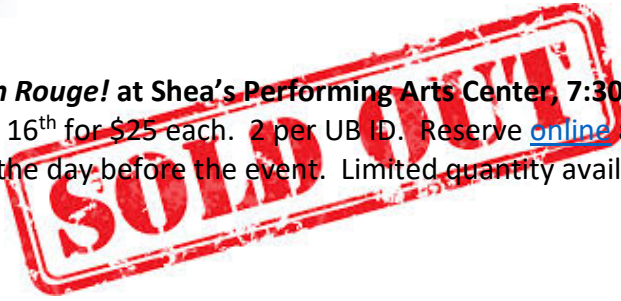 n Rouge! at Shea's Performing Arts Center, 7:30
16th for $25 each. 2 per UB ID. Reserve online
the day before the event. Limited quantity avail
SOLD OUT